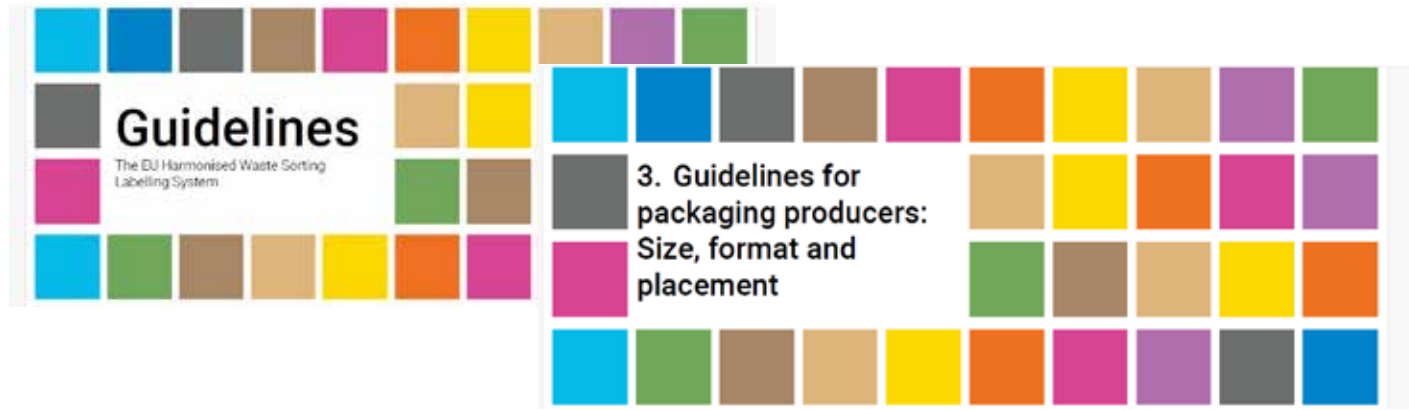 Guidelines
The EU Harmonised Waste Sorting
Labelling System
3. Guidelines for
packaging producers:
Size, format and
placement